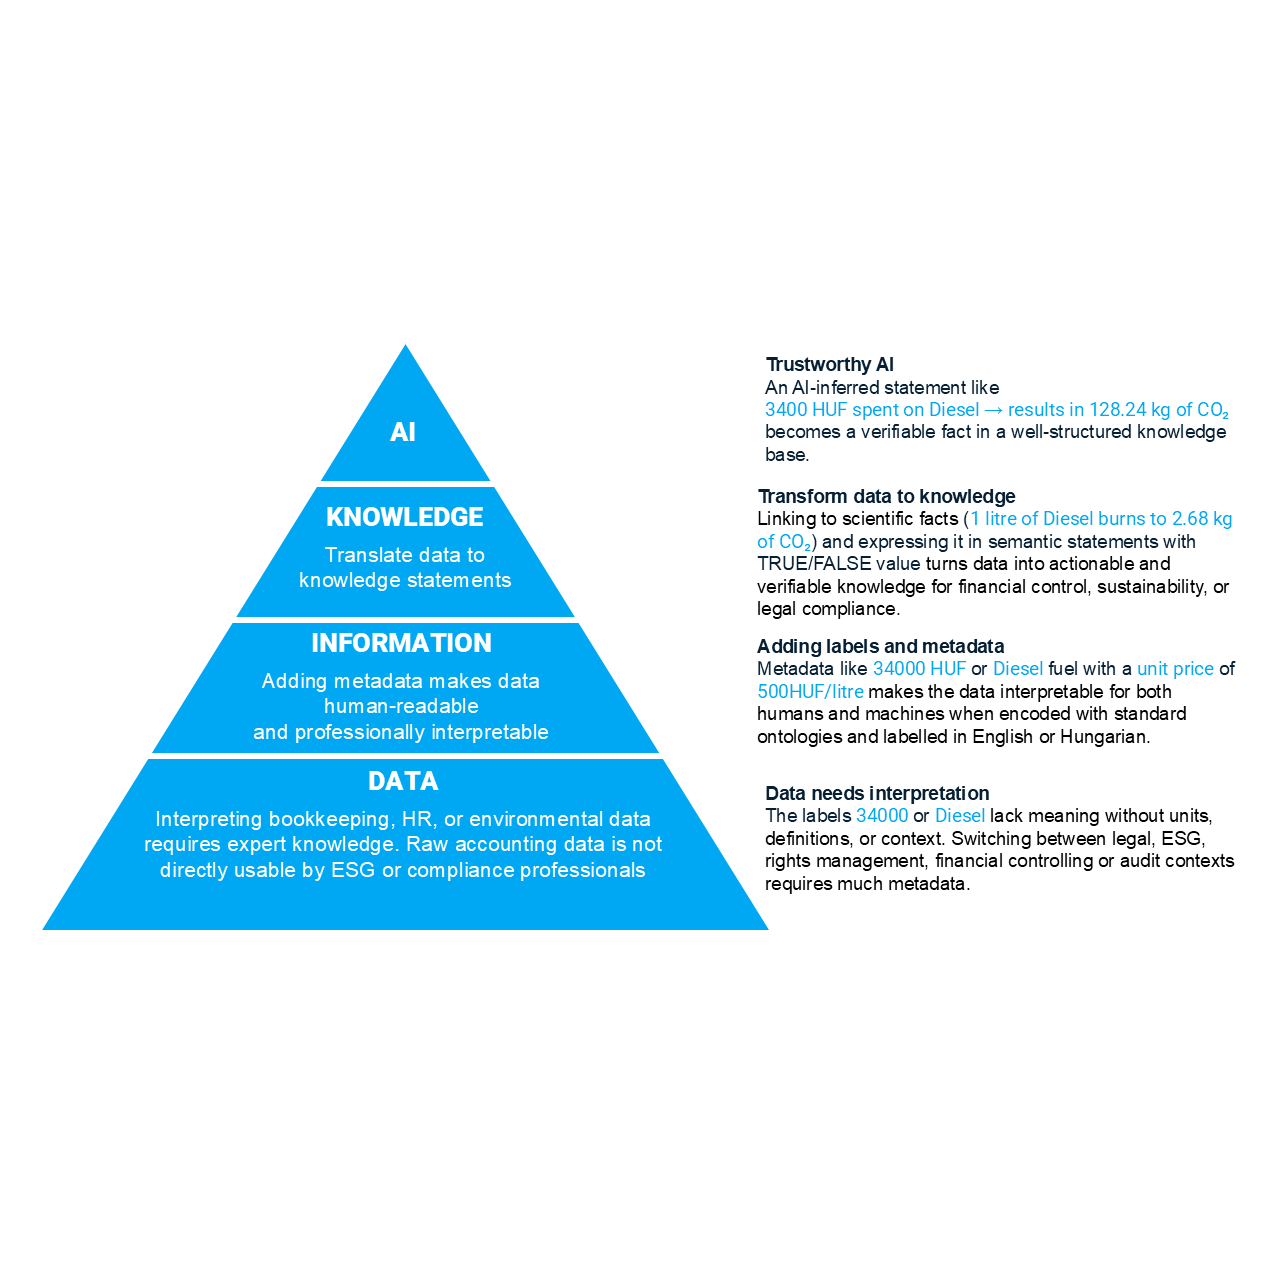 AI
KNOWLEDGE
Translate data to
knowledge statements
INFORMATION
Adding metadata makes data
human-readable
and professionally interpretable
DATA
Interpreting bookkeeping, HR, or environmental data
requires expert knowledge. Raw accounting data is not
directly usable by ESG or compliance professionals
Trustworthy AI
An AI-inferred statement like
3400 HUF spent on Diesel → results in 128.24 kg of CO₂
becomes a verifiable fact in a well-structured knowledge
base.
Transform data to knowledge
Linking to scientific facts (1 litre of Diesel burns to 2.68 kg
of CO₂) and expressing it in semantic statements with
TRUE/FALSE value turns data into actionable and
verifiable knowledge for financial control, sustainability, or
legal compliance.
Adding labels and metadata
Metadata like 34000 HUF or Diesel fuel with a unit price of
500HUF/litre makes the data interpretable for both
humans and machines when encoded with standard
ontologies and labelled in English or Hungarian.
Data needs interpretation
The labels 34000 or Diesel lack meaning without units,
definitions, or context. Switching between legal, ESG,
rights management, financial controlling or audit contexts
requires much metadata.